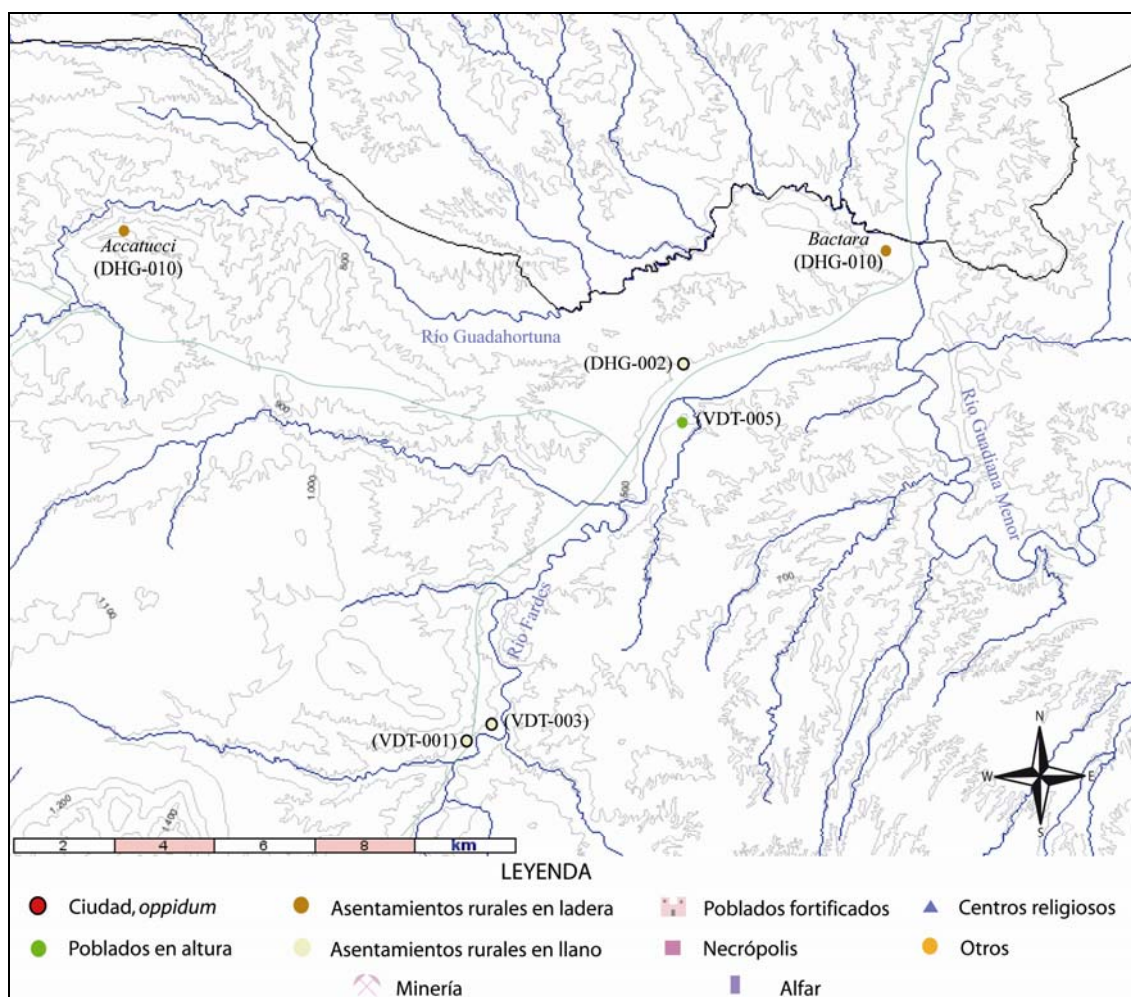 Accatucci
(DHG-010)
800
Bactara
(DHG-010)
Río Guadahortuna
(DHG-002)
900
(VDT-005)
Río Guadiana Menor
1.000
700
1.100
Río Fardes
(VDT-003)
(VDT-001)
1.200
1.400
N
W
E
S
2
4
6
8
km
LEYENDA
Ciudad, oppidum
Asentamientos rurales en ladera
Poblados fortificados
Centros religiosos
Poblados en altura
Asentamientos rurales en llano
Necrópolis
Otros
Minería
Alfar